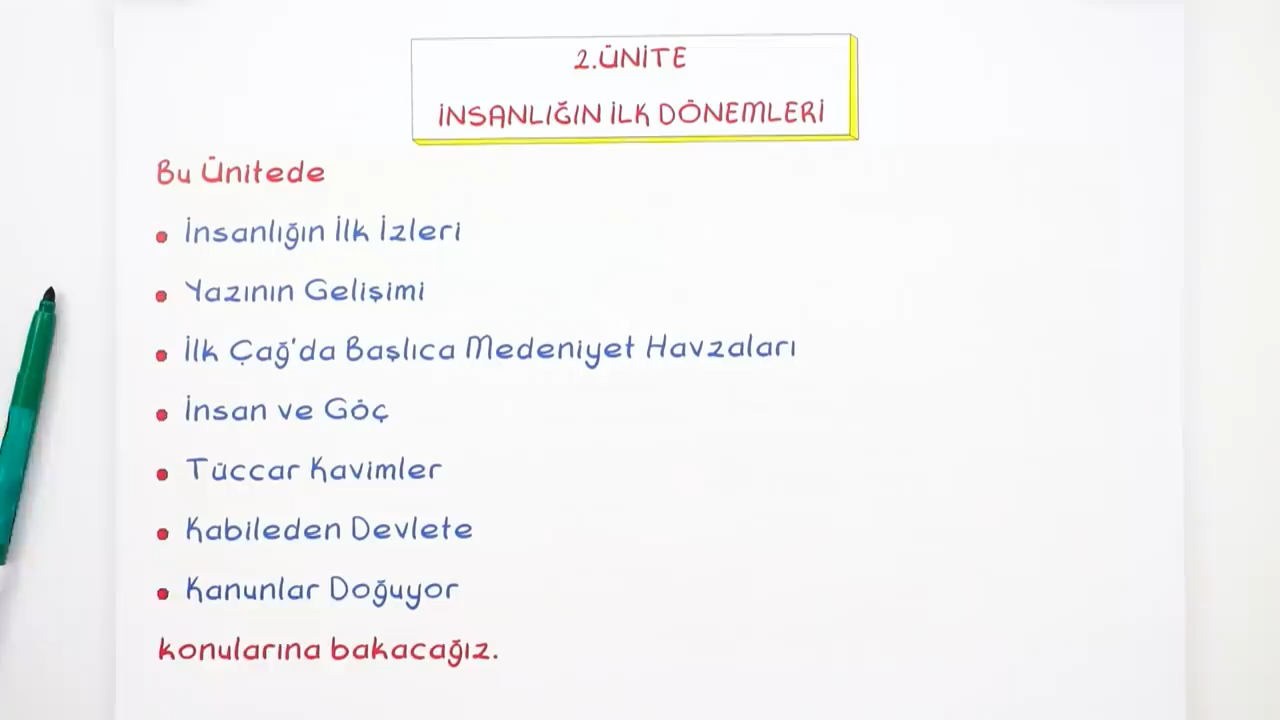 2.ÜNİTE
İNSANLIĞIN İLK DÖNEMLERİ
Bu Ünitede
• İnsanlığın İlk İzleri
• Yazının Gelişimi
• İlk Çağ'da Başlıca Medeniyet Havzaları
• İnsan ve Göç
• Tüccar Kavimler
• Kabileden Devlete
• Kanunlar Doğuyor
konularına bakacağız.